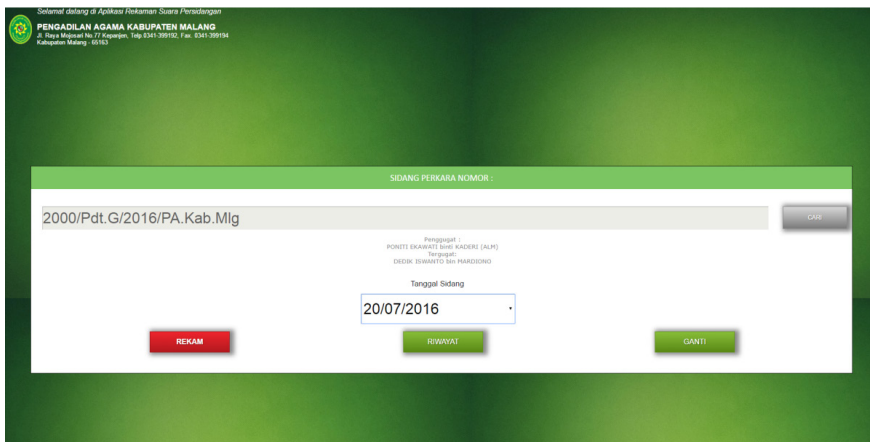 Selamat datang di Aplikasi Rekaman Suara Persidangan
PENGADILAN AGAMA KABUPATEN MALANG
Jl. Raya Mojosari No.77 Kepanjen, Telp 0341-399192, Fax. 0341-399194
Kabupaten Malang - 65163
SIDANG PERKARA NOMOR :
2000/Pdt.G/2016/PA.Kab.Mlg
CARI
Penggugat :
PONITI EKAWATI binti KADERI (ALM)
Tergugat:
DEDIK ISWANTO bin MARDIONO
Tanggal Sidang
20/07/2016
REKAM RIWAYAT GANTI